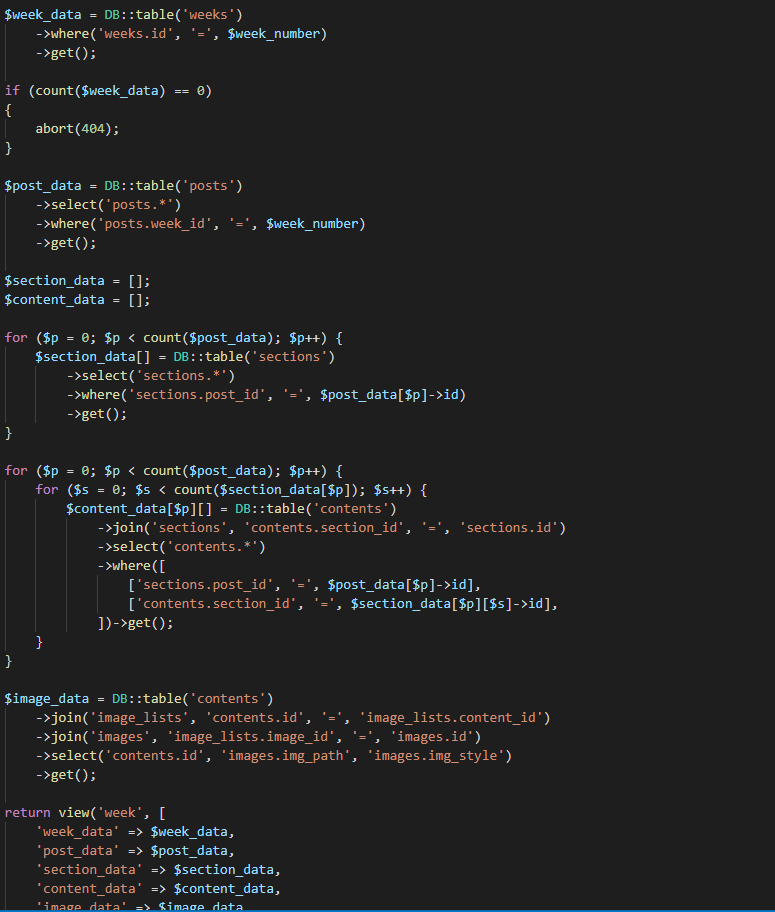 $week_data = DB::table('weeks')
    ->where('weeks.id', '=', $week_number)
    ->get();

if (count($week_data) == 0)
{
    abort(404);
}

$post_data = DB::table('posts')
    ->select('posts.*')
    ->where('posts.week_id', '=', $week_number)
    ->get();

$section_data = [];
$content_data = [];

for ($p = 0; $p < count($post_data); $p++) {
    $section_data[] = DB::table('sections')
        ->select('sections.*')
        ->where('sections.post_id', '=', $post_data[$p]->id)
        ->get();
}

for ($p = 0; $p < count($post_data); $p++) {
    for ($s = 0; $s < count($section_data[$p]); $s++) {
        $content_data[$p][] = DB::table('contents')
            ->join('sections', 'contents.section_id', '=', 'sections.id')
            ->select('contents.*')
            ->where([
                ['sections.post_id', '=', $post_data[$p]->id],
                ['contents.section_id', '=', $section_data[$p][$s]->id],
            ])->get();
    }
}

$image_data = DB::table('contents')
    ->join('image_lists', 'contents.id', '=', 'image_lists.content_id')
    ->join('images', 'image_lists.image_id', '=', 'images.id')
    ->select('contents.id', 'images.img_path', 'images.img_style')
    ->get();

return view('week', [
    'week_data' => $week_data,
    'post_data' => $post_data,
    'section_data' => $section_data,
    'content_data' => $content_data,
    'image_data' => $image_data